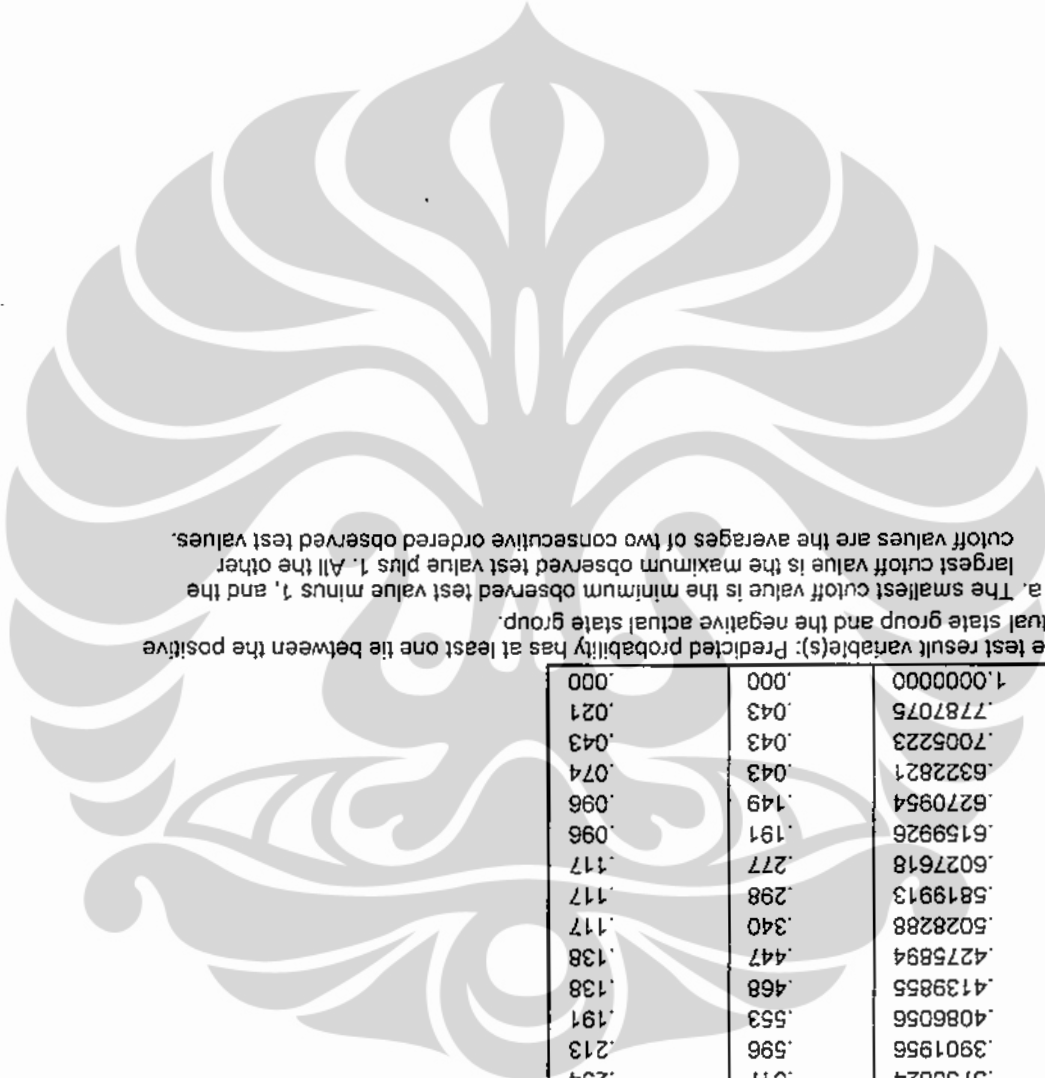 .3901956 .596 .213
.4086056 .553 .191
.4139855 .468 .138
.4275894 .447 .138
.5028288 .340 .117
.5819913 .298 .117
.6027618 .277 .117
.6159926 .191 .096
.6270954 .149 .096
.6322821 .043 .074
.7005223 .043 .043
.7787075 .043 .021
1.0000000 .000 .000
e test result variable(s): Predicted probability has at least one tie between the positive
tual state group and the negative actual state group.
a. The smallest cutoff value is the minimum observed test value minus 1, and the
largest cutoff value is the maximum observed test value plus 1. All the other
cutoff values are the averages of two consecutive ordered observed test values.